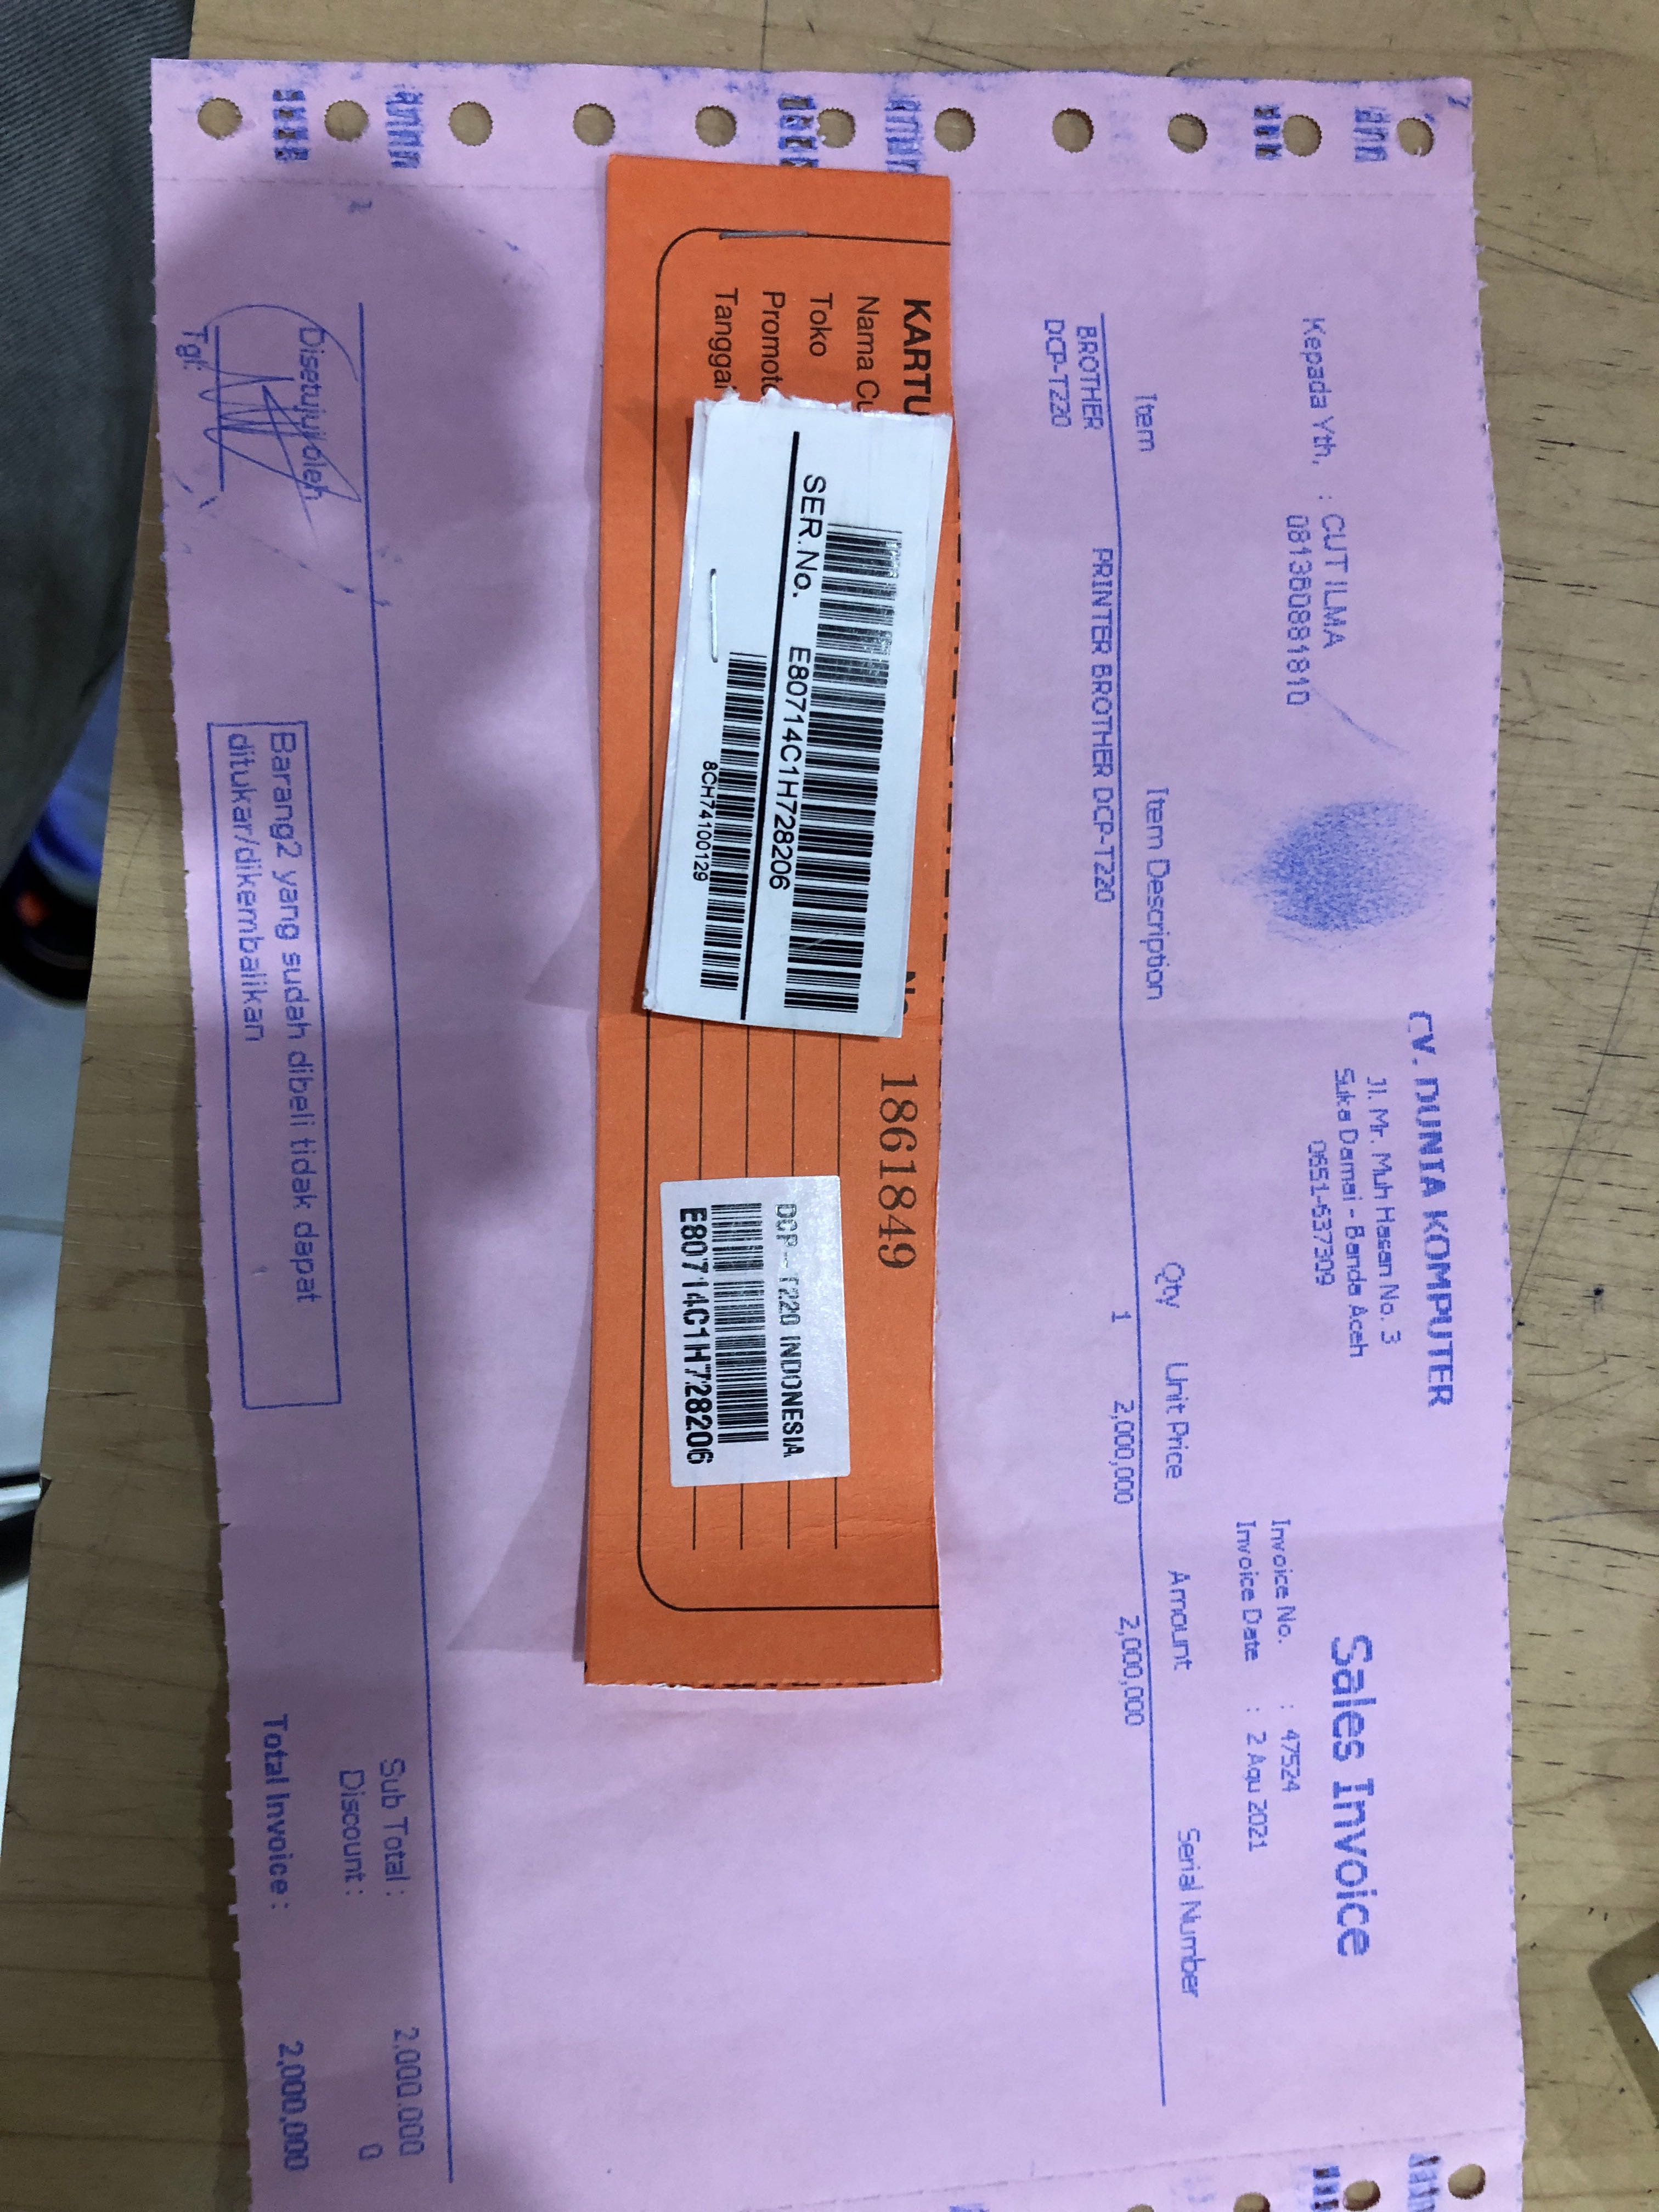 CV. DUNIA KOMPUTER
Jl. Mr. Muh Hasan No. 3
Suka Damai - Banda Aceh
0651-637309
Sales Invoice
Kepada Yth, : CUT ILMA
081360881810
Invoice No. : 47524
Invoice Date : 2 Agu 2021
Item Item Description Qty Unit Price Amount Serial Number
BROTHER DCP-T220 PRINTER BROTHER DCP-T220 1 2,000,000 2,000,000
KARTU
No. 1861849
Nama Cu
Toko
Promoto
Tanggal
SER.No. E80714C1H728206
8CH74100129
DCP-T220 INDONESIA
E80714C1H728206
Sub Total : 2,000,000
Discount : 0
Total Invoice : 2,000,000
Disetujui oleh
Tgl:
Barang2 yang sudah dibeli tidak dapat
ditukar/dikembalikan